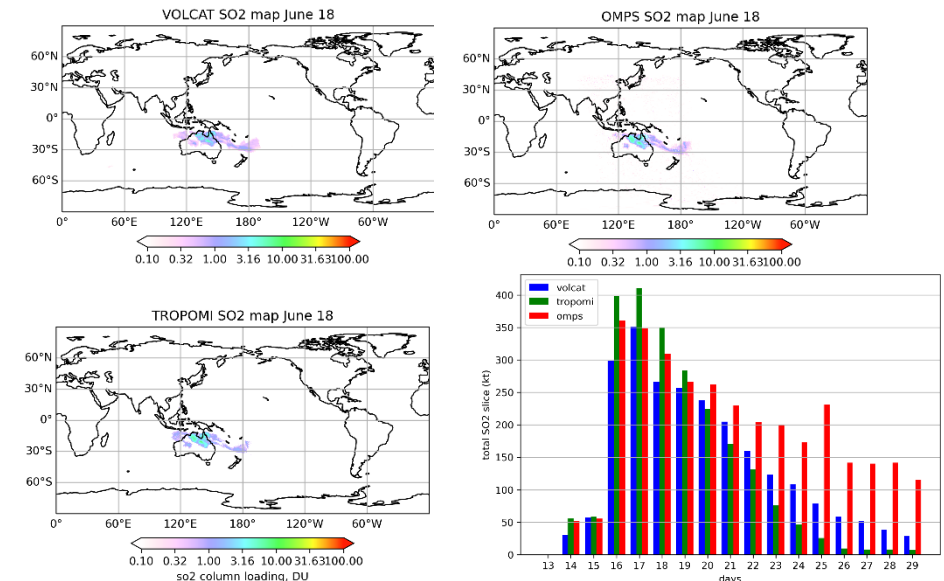 VOLCAT SO2 map June 18
60°N
30°N
0°
30°S
60°S
0° 60°E 120°E 180° 120°W 60°W
0.10 0.32 1.00 3.16 10.00 31.63 100.00
OMPS SO2 map June 18
60°N
30°N
0°
30°S
60°S
0° 60°E 120°E 180° 120°W 60°W
0.10 0.32 1.00 3.16 10.00 31.63 100.00
TROPOMI SO2 map June 18
60°N
30°N
0°
30°S
60°S
0° 60°E 120°E 180° 120°W 60°W
0.10 0.32 1.00 3.16 10.00 31.63 100.00
so2 column loading, DU
volcat
tropomi
omps
total SO2 slice (kt)
400
350
300
250
200
150
100
50
0
13 14 15 16 17 18 19 20 21 22 23 24 25 26 27 28 29
days